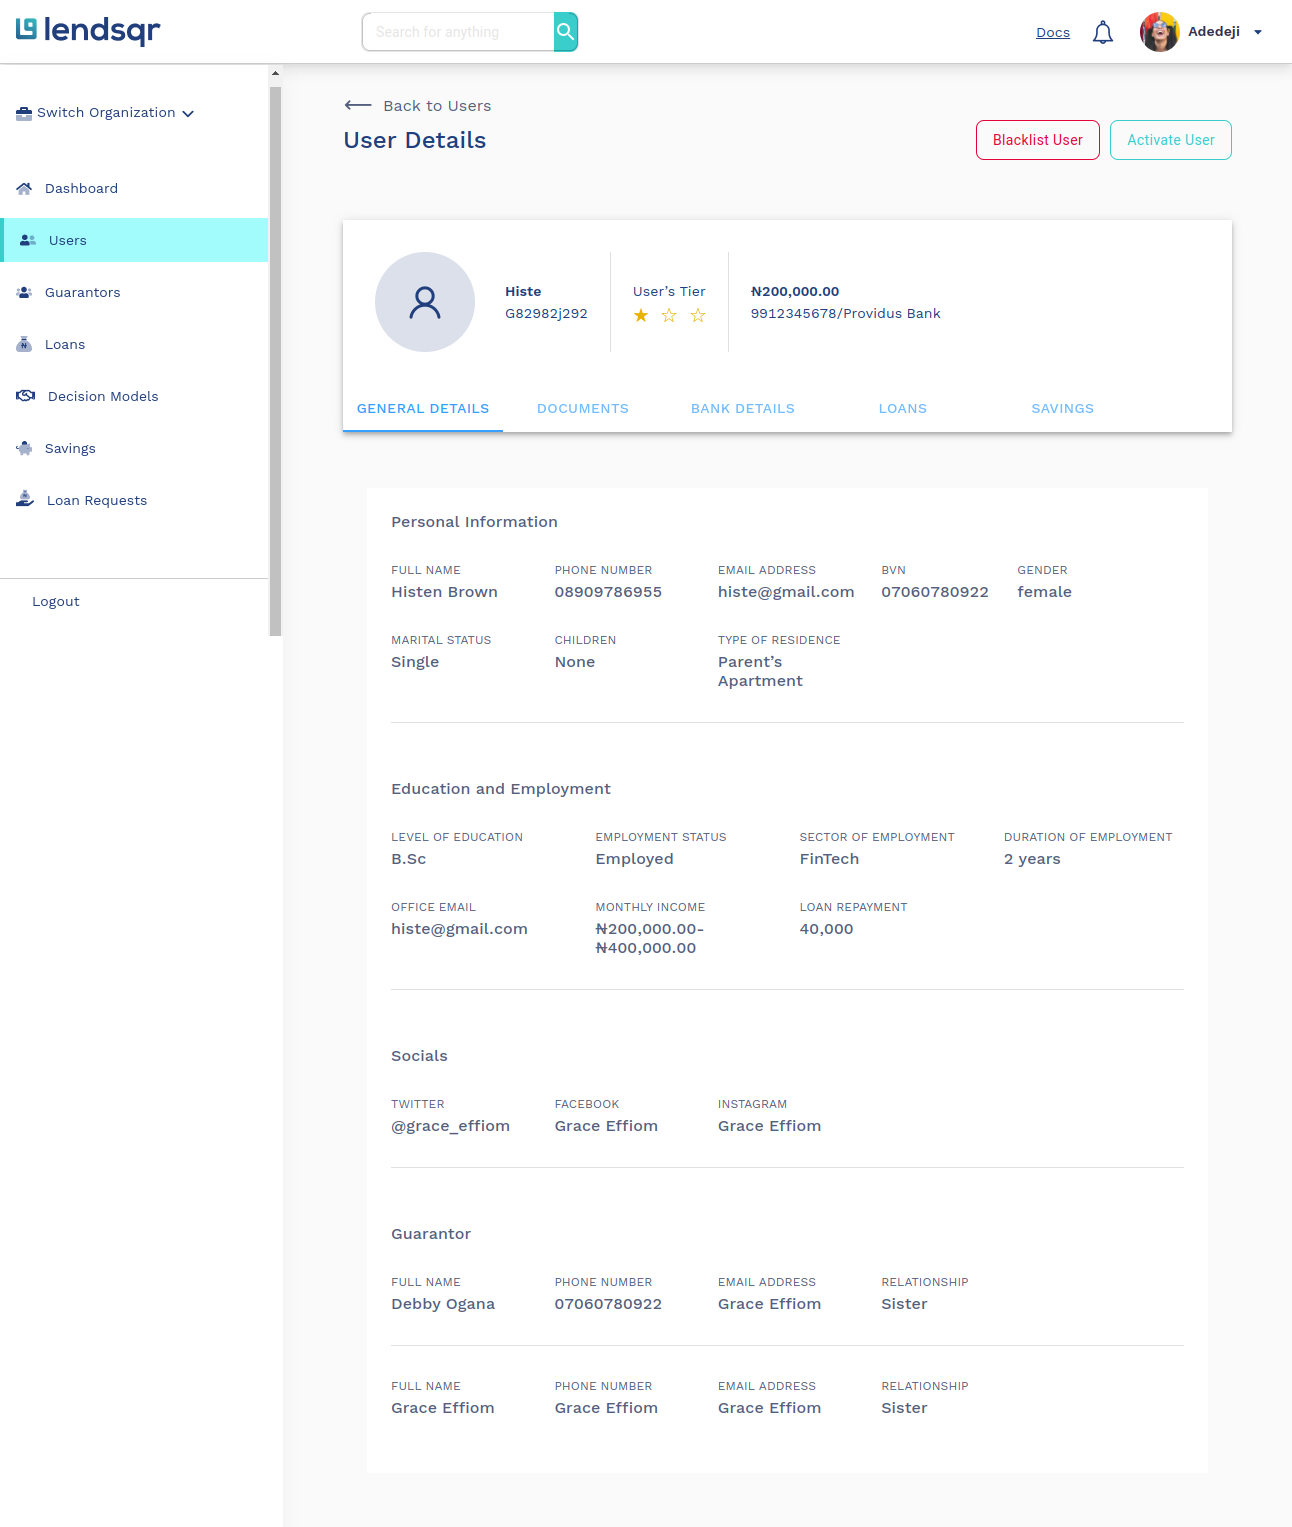 lendsqr
Search for anything
Docs
Adedeji
Switch Organization
Dashboard
Users
Guarantors
Loans
Decision Models
Savings
Loan Requests
Logout
Back to Users
User Details
Blacklist User
Activate User
Histe
G82982j292
User’s Tier
₦200,000.00
9912345678/Providus Bank
GENERAL DETAILS
DOCUMENTS
BANK DETAILS
LOANS
SAVINGS
Personal Information
FULL NAME
Histen Brown
PHONE NUMBER
08909786955
EMAIL ADDRESS
histe@gmail.com
BVN
07060780922
GENDER
female
MARITAL STATUS
Single
CHILDREN
None
TYPE OF RESIDENCE
Parent’s
Apartment
Education and Employment
LEVEL OF EDUCATION
B.Sc
EMPLOYMENT STATUS
Employed
SECTOR OF EMPLOYMENT
FinTech
DURATION OF EMPLOYMENT
2 years
OFFICE EMAIL
histe@gmail.com
MONTHLY INCOME
₦200,000.00-
₦400,000.00
LOAN REPAYMENT
40,000
Socials
TWITTER
@grace_effiom
FACEBOOK
Grace Effiom
INSTAGRAM
Grace Effiom
Guarantor
FULL NAME
Debby Ogana
PHONE NUMBER
07060780922
EMAIL ADDRESS
Grace Effiom
RELATIONSHIP
Sister
FULL NAME
Grace Effiom
PHONE NUMBER
Grace Effiom
EMAIL ADDRESS
Grace Effiom
RELATIONSHIP
Sister